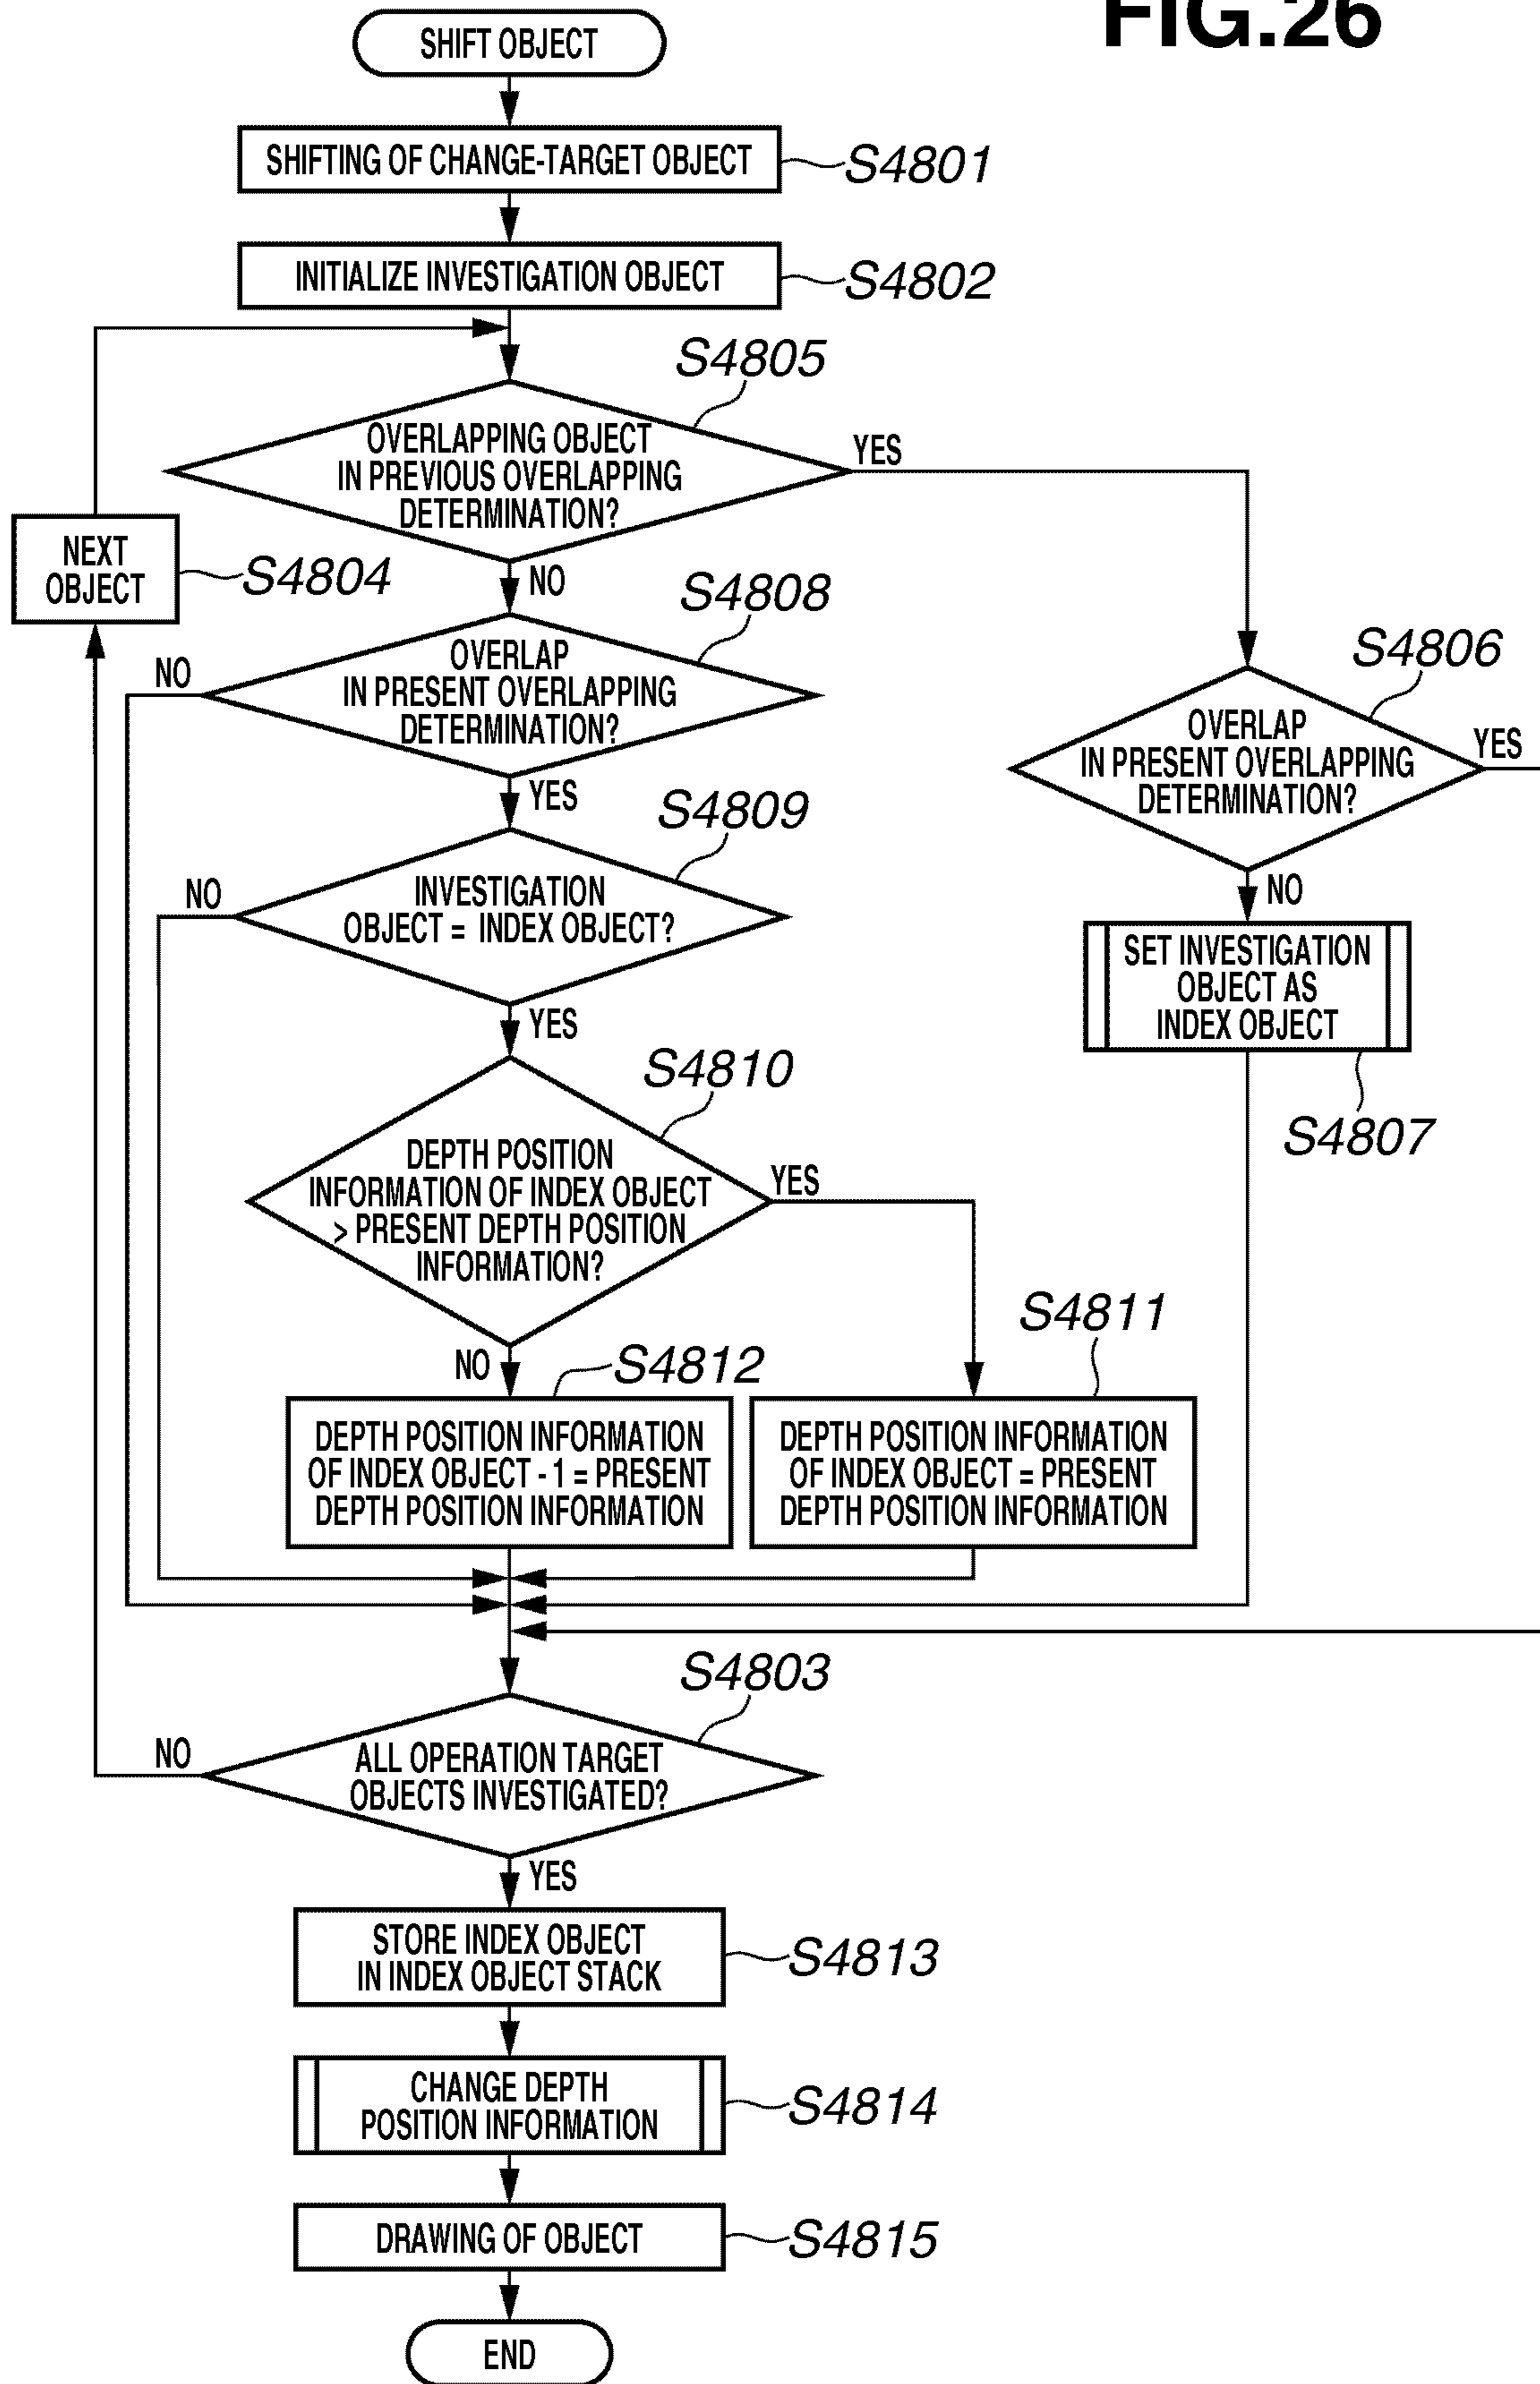 FIG.26
SHIFT OBJECT
SHIFTING OF CHANGE-TARGET OBJECT
S4801
INITIALIZE INVESTIGATION OBJECT
S4802
S4805
OVERLAPPING OBJECT
IN PREVIOUS OVERLAPPING
DETERMINATION?
YES
NO
NEXT
OBJECT
S4804
S4808
OVERLAP
IN PRESENT OVERLAPPING
DETERMINATION?
NO
YES
S4806
OVERLAP
IN PRESENT OVERLAPPING
DETERMINATION?
YES
NO
S4809
INVESTIGATION
OBJECT = INDEX OBJECT?
NO
YES
SET INVESTIGATION
OBJECT AS
INDEX OBJECT
S4807
S4810
DEPTH POSITION
INFORMATION OF INDEX OBJECT
> PRESENT DEPTH POSITION
INFORMATION?
YES
NO
S4812
DEPTH POSITION INFORMATION
OF INDEX OBJECT - 1 = PRESENT
DEPTH POSITION INFORMATION
S4811
DEPTH POSITION INFORMATION
OF INDEX OBJECT = PRESENT
DEPTH POSITION INFORMATION
S4803
ALL OPERATION TARGET
OBJECTS INVESTIGATED?
NO
YES
STORE INDEX OBJECT
IN INDEX OBJECT STACK
S4813
CHANGE DEPTH
POSITION INFORMATION
S4814
DRAWING OF OBJECT
S4815
END